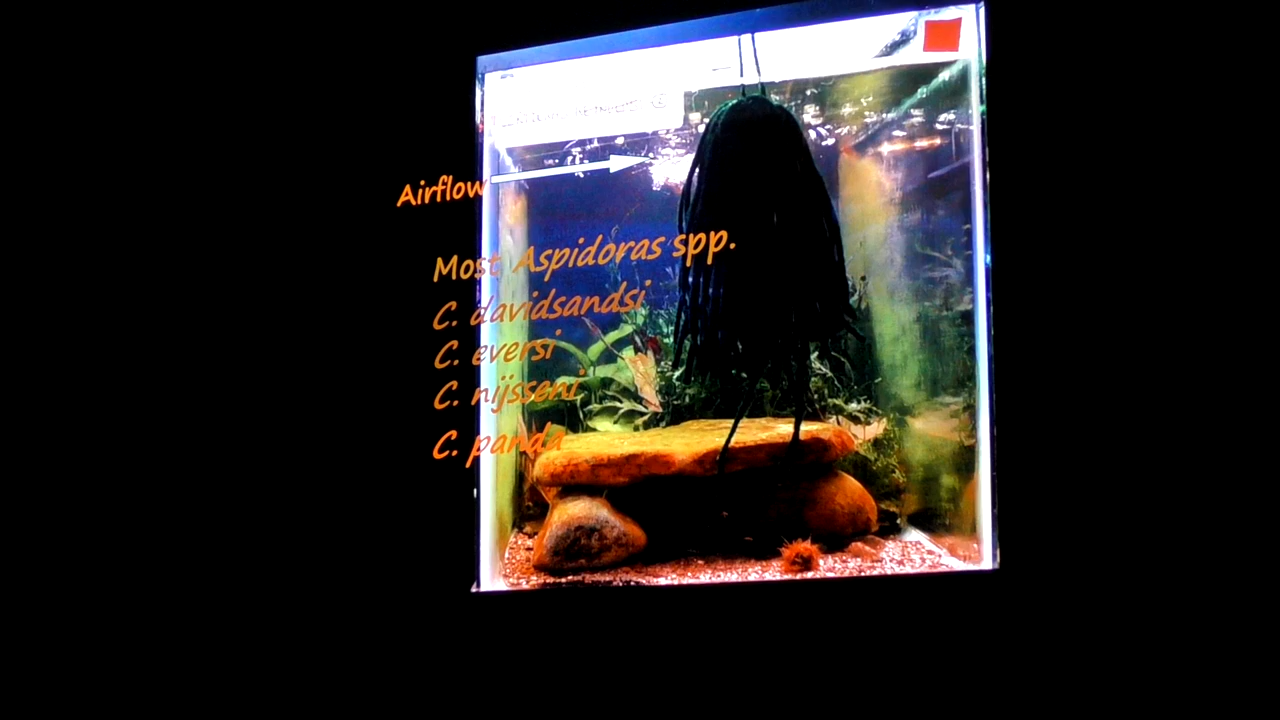 Airflow
Most Aspidoras spp.
C. davidsandsi
C. eversi
C. nijsseni
C. panda